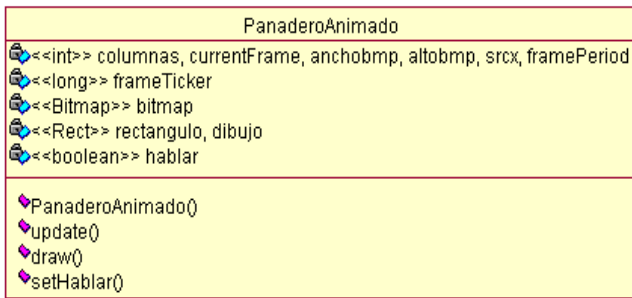 PanaderoAnimado
<<int>> columnas, currentFrame, anchobmp, altobmp, srcx, framePeriod
<<long>> frameTicker
<<Bitmap>> bitmap
<<Rect>> rectangulo, dibujo
<<boolean>> hablar
PanaderoAnimado()
update()
draw()
setHablar()